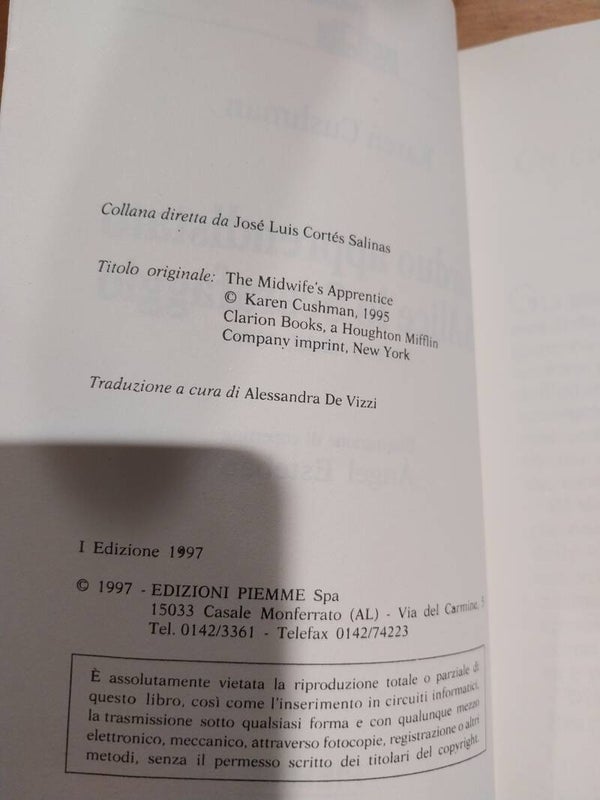 Collana diretta da José Luis Cortés Salinas
Titolo originale: The Midwife's Apprentice
© Karen Cushman, 1995
Clarion Books, a Houghton Mifflin
Company imprint, New York
Traduzione a cura di Alessandra De Vizzi
I Edizione 1997
© 1997 - EDIZIONI PIEMME Spa
15033 Casale Monferrato (AL) - Via del Carmine, 5
Tel. 0142/3361 - Telefax 0142/74223
È assolutamente vietata la riproduzione totale o parziale di
questo libro, così come l'inserimento in circuiti informatici,
la trasmissione sotto qualsiasi forma e con qualunque mezzo
elettronico, meccanico, attraverso fotocopie, registrazione o altri
metodi, senza il permesso scritto dei titolari del copyright.